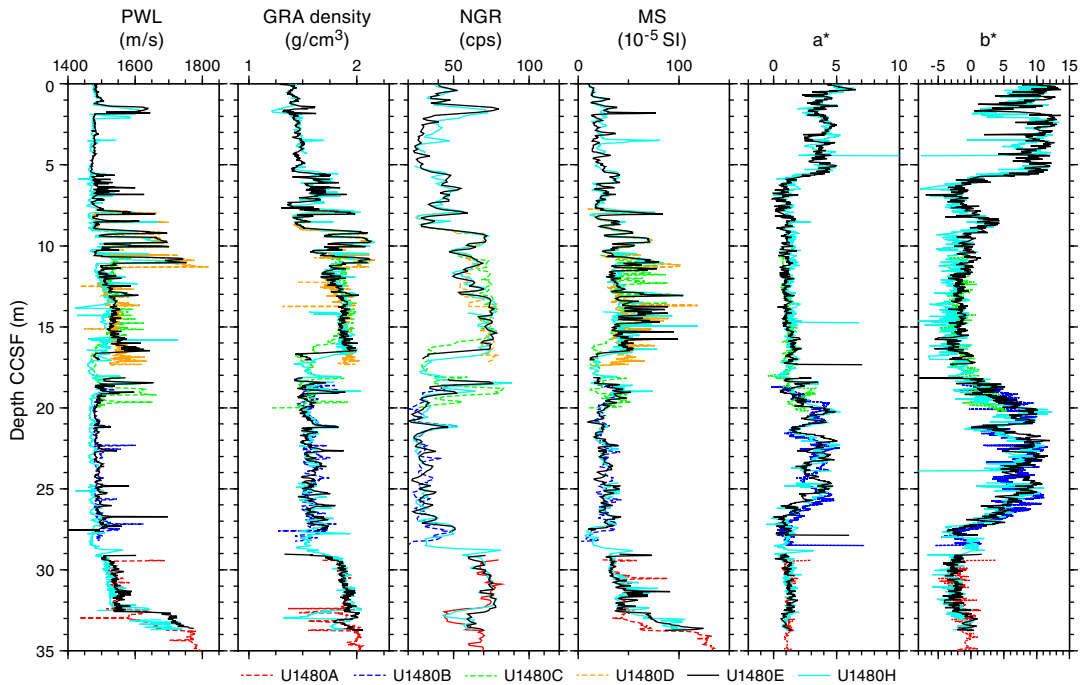 PWL GRA density NGR MS
(m/s) (g/cm³) (cps) (10⁻⁵ SI) a* b*
1400 1600 1800 1 2 50 100 0 100 0 5 10 -5 0 5 10 15
0
5
10
15
20
25
30
35
Depth CCSF (m)
U1480A U1480B U1480C U1480D U1480E U1480H